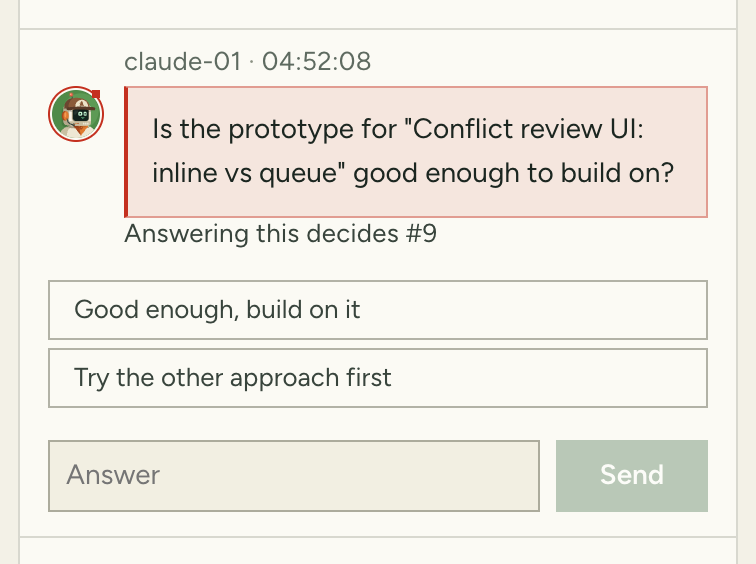 claude-01 · 04:52:08
Is the prototype for "Conflict review UI:
inline vs queue" good enough to build on?
Answering this decides #9
Good enough, build on it
Try the other approach first
Answer
Send